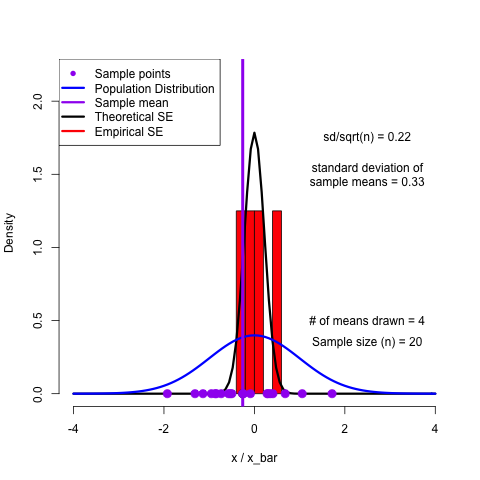 Sample points
Population Distribution
Sample mean
Theoretical SE
Empirical SE
sd/sqrt(n) = 0.22
standard deviation of
sample means = 0.33
# of means drawn = 4
Sample size (n) = 20
Density
0.0
0.5
1.0
1.5
2.0
-4
-2
0
2
4
x / x_bar